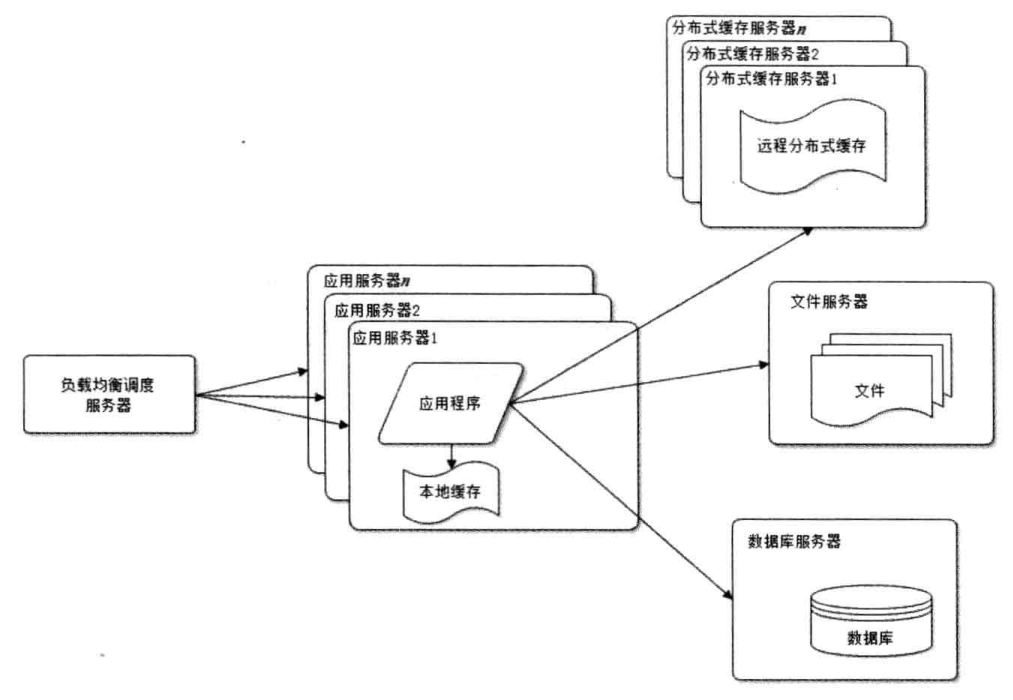 分布式缓存服务器n
分布式缓存服务器2
分布式缓存服务器1
远程分布式缓存
应用服务器n
应用服务器2
应用服务器1
文件服务器
负载均衡调度
服务器
应用程序
文件
本地缓存
数据库服务器
数据库